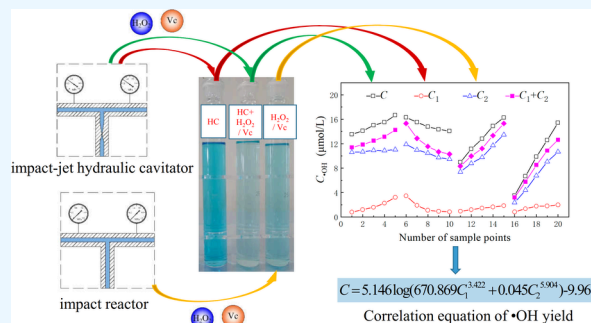 H₂O₂
Vc
HC
HC+
H₂O₂
/ Vc
H₂O₂
/ Vc
impact-jet hydraulic cavitator
impact reactor
H₂O₂
Vc
C
C₁
C₂
C₁+C₂
C•OH (μmol/L)
24
20
16
12
8
4
0
0 2 4 6 8 10 12 14 16 18 20
Number of sample points
C=5.146log(670.869C₁^3.422+0.045C₂^5.904)-9.96
Correlation equation of •OH yield